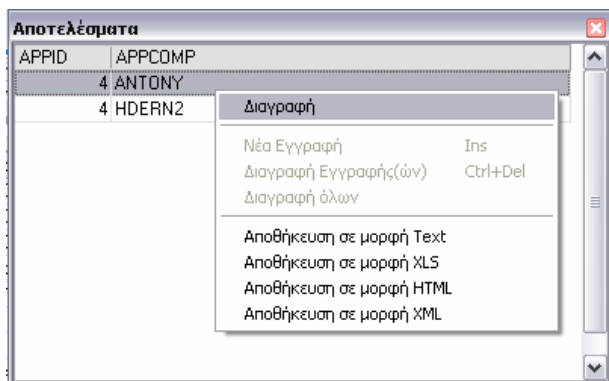 Αποτελέσματα
APPID APPCOMP
4 ANTONY
4 HDERN2
Διαγραφή
Νέα Εγγραφή Ins
Διαγραφή Εγγραφής(ών) Ctrl+Del
Διαγραφή όλων
Αποθήκευση σε μορφή Text
Αποθήκευση σε μορφή XLS
Αποθήκευση σε μορφή HTML
Αποθήκευση σε μορφή XML